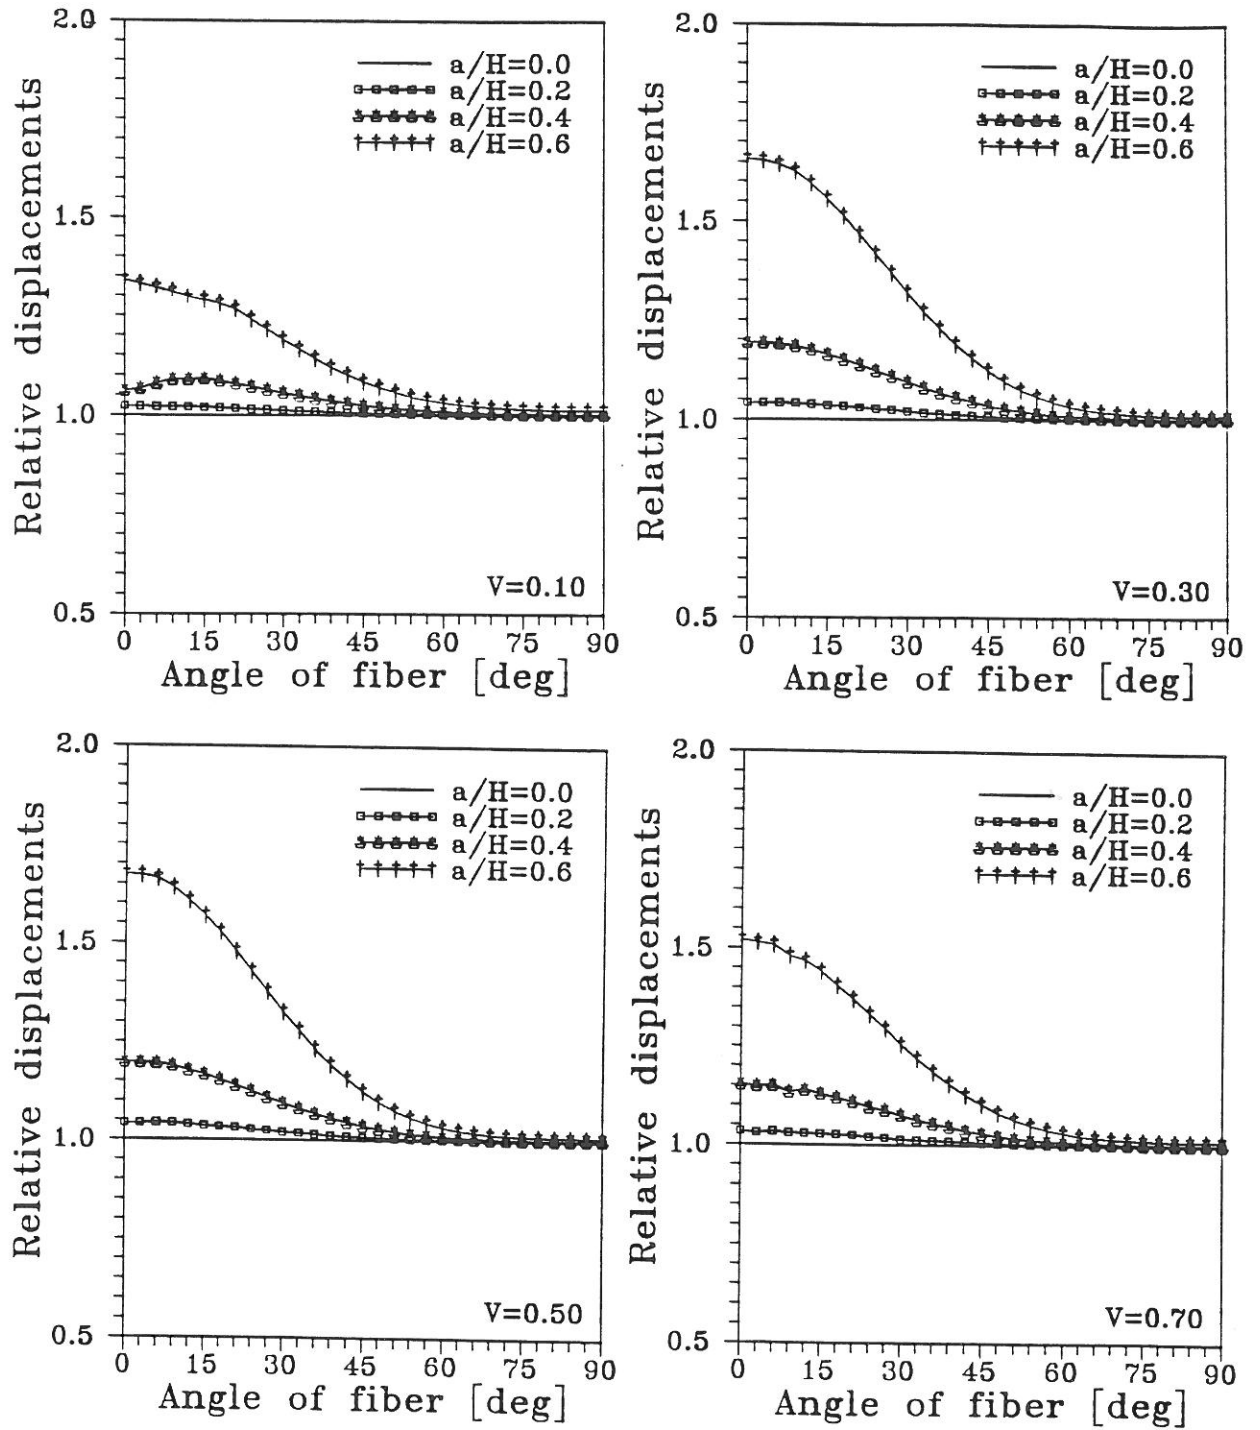 2.0
1.5
1.0
0.5
Relative displacements
a/H=0.0
a/H=0.2
a/H=0.4
a/H=0.6
V=0.10
0 15 30 45 60 75 90
Angle of fiber [deg]
2.0
1.5
1.0
0.5
Relative displacements
a/H=0.0
a/H=0.2
a/H=0.4
a/H=0.6
V=0.30
0 15 30 45 60 75 90
Angle of fiber [deg]
2.0
1.5
1.0
0.5
Relative displacements
a/H=0.0
a/H=0.2
a/H=0.4
a/H=0.6
V=0.50
0 15 30 45 60 75 90
Angle of fiber [deg]
2.0
1.5
1.0
0.5
Relative displacements
a/H=0.0
a/H=0.2
a/H=0.4
a/H=0.6
V=0.70
0 15 30 45 60 75 90
Angle of fiber [deg]